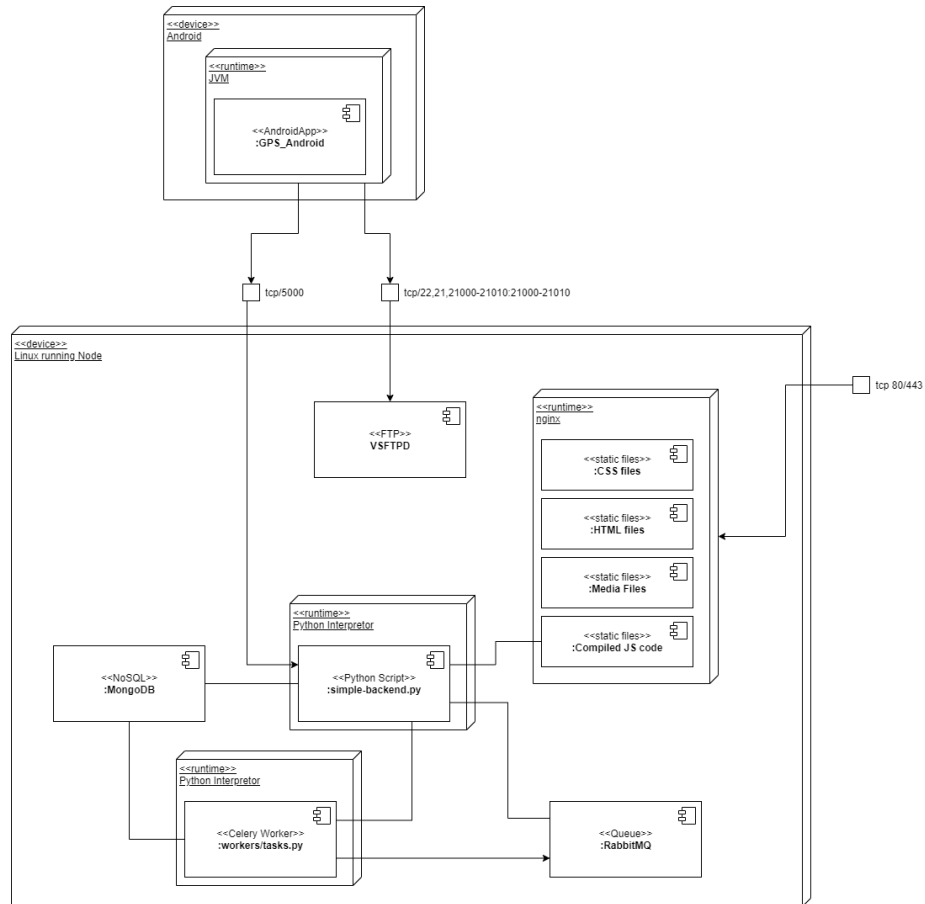 <<device>>
Android
<<runtime>>
JVM
<<AndroidApp>>
:GPS_Android
tcp/5000
tcp/22,21,21000-21010:21000-21010
<<device>>
Linux running Node
tcp 80/443
<<FTP>>
VSFTPD
<<runtime>>
nginx
<<static files>>
:CSS files
<<static files>>
:HTML files
<<static files>>
:Media Files
<<static files>>
:Compiled JS code
<<runtime>>
Python Interpretor
<<Python Script>>
:simple-backend.py
<<NoSQL>>
:MongoDB
<<runtime>>
Python Interpretor
<<Celery Worker>>
:workers/tasks.py
<<Queue>>
:RabbitMQ